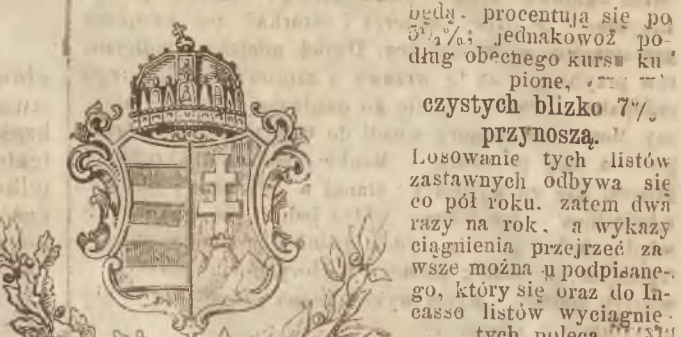 będą. procentują się po
5½%; jednakowoż po-
dług obecnego kursu ku
pione,
czystych blizko 7%
przynoszą.
Losowanie tych listów
zastawnych odbywa się
co pół roku. zatem dwa
razy na rok, a wykazy
ciągnienia przejrzeć za
wsze można u podpisane-
go, który się oraz do In-
casso listów wyciągnię-
tych poleca